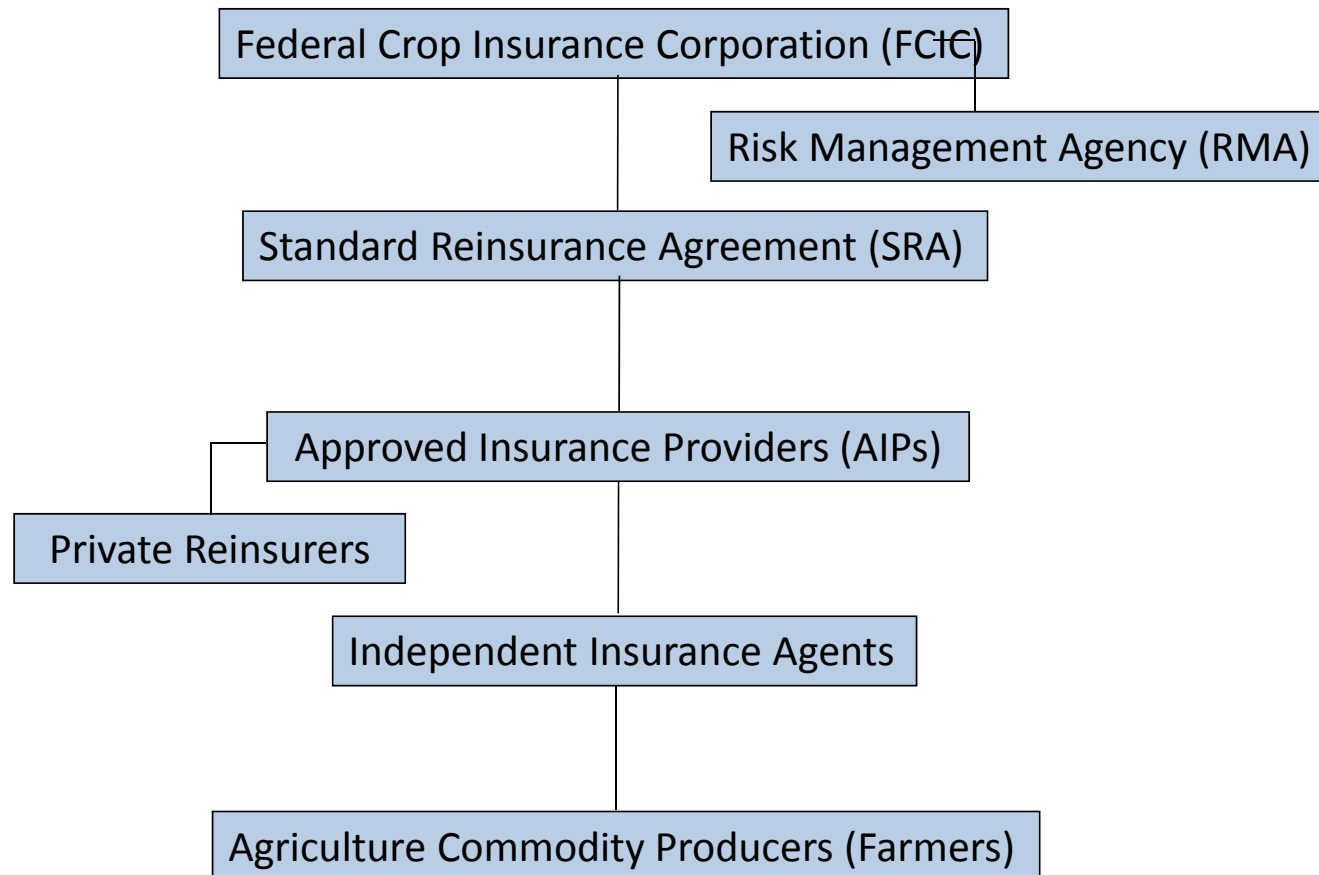 Federal Crop Insurance Corporation (FCIC)
Risk Management Agency (RMA)
Standard Reinsurance Agreement (SRA)
Approved Insurance Providers (AIPs)
Private Reinsurers
Independent Insurance Agents
Agriculture Commodity Producers (Farmers)